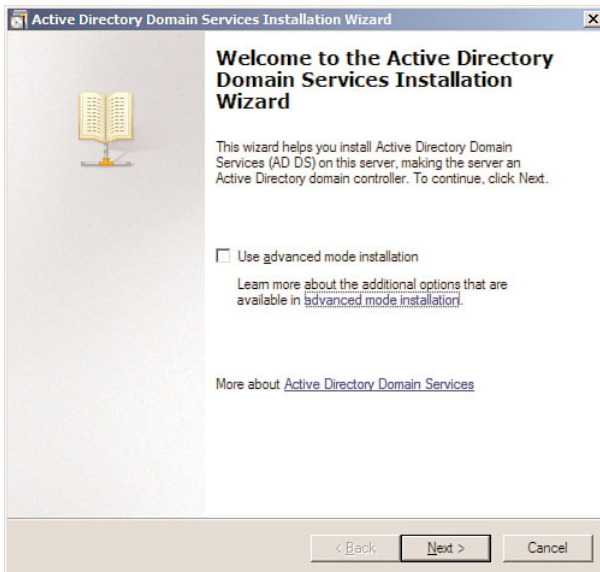 Active Directory Domain Services Installation Wizard
Welcome to the Active Directory
Domain Services Installation
Wizard
This wizard helps you install Active Directory Domain
Services (AD DS) on this server, making the server an
Active Directory domain controller. To continue, click Next.
Use advanced mode installation
Learn more about the additional options that are
available in advanced mode installation.
More about Active Directory Domain Services
< Back Next > Cancel